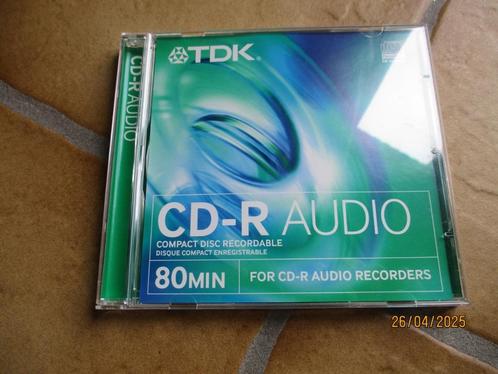 TDK
CD-R AUDIO
CD-R AUDIO
COMPACT DISC RECORDABLE
DISQUE COMPACT ENREGISTRABLE
80MIN
FOR CD-R AUDIO RECORDERS
26/04/2025